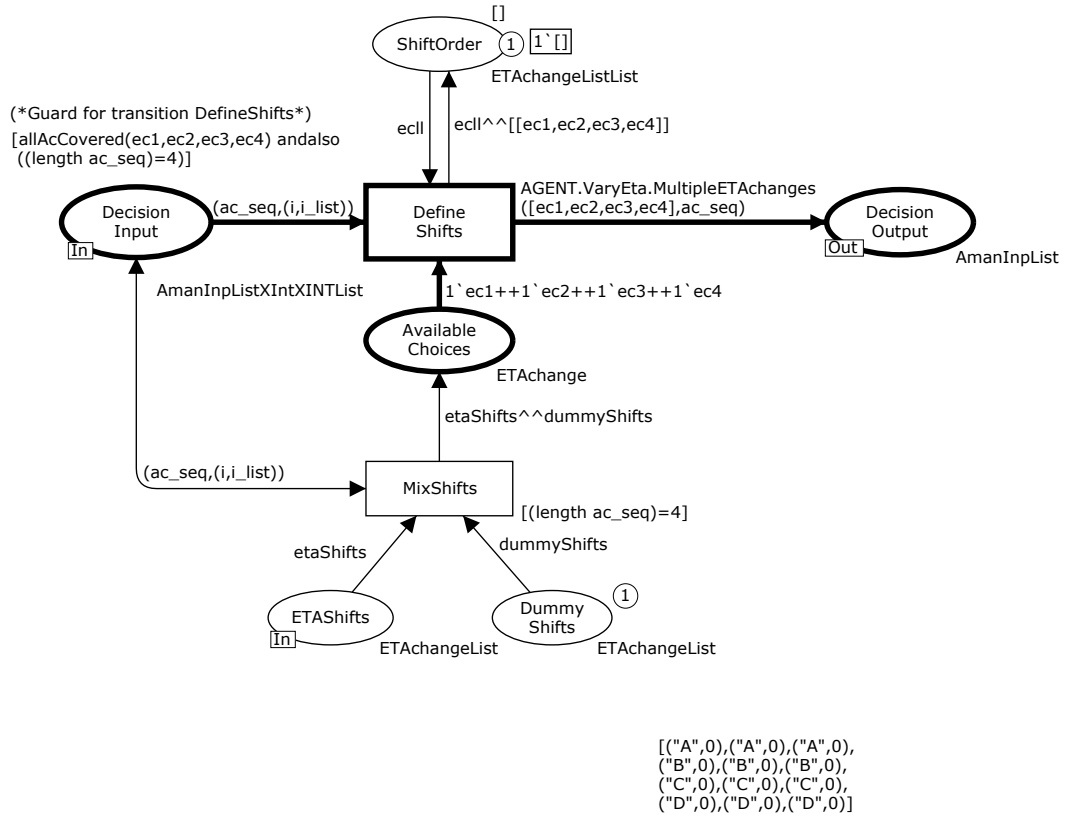 []
ShiftOrder
1
1`[]
ETAchangeListList
(*Guard for transition DefineShifts*)
[allAcCovered(ec1,ec2,ec3,ec4) andalso
((length ac_seq)=4)]
ecll
ecll^^[[ec1,ec2,ec3,ec4]]
Decision
Input
In
(ac_seq,(i,i_list))
Define
Shifts
AGENT.VaryEta.MultipleETAchanges
([ec1,ec2,ec3,ec4],ac_seq)
Decision
Output
Out
AmanInpList
AmanInpListXIntXINTList
1`ec1++1`ec2++1`ec3++1`ec4
Available
Choices
ETAchange
etaShifts^^dummyShifts
(ac_seq,(i,i_list))
MixShifts
[(length ac_seq)=4]
etaShifts
dummyShifts
ETAShifts
In
ETAchangeList
Dummy
Shifts
1
ETAchangeList
[("A",0),("A",0),("A",0),
("B",0),("B",0),("B",0),
("C",0),("C",0),("C",0),
("D",0),("D",0),("D",0)]